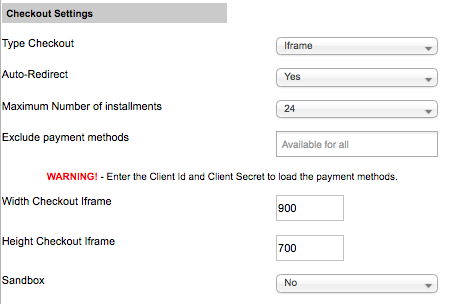 Checkout Settings
Type Checkout Iframe
Auto-Redirect Yes
Maximum Number of installments 24
Exclude payment methods Available for all
WARNING! - Enter the Client Id and Client Secret to load the payment methods.
Width Checkout Iframe 900
Height Checkout Iframe 700
Sandbox No